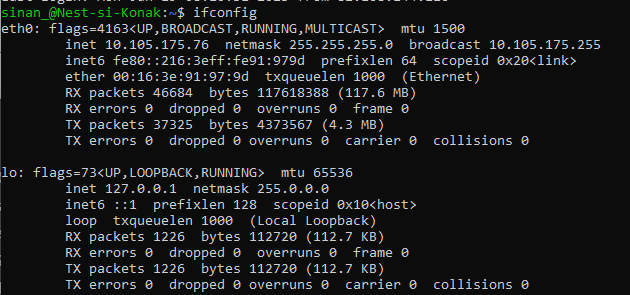 sinan_@Nest-si-Konak:~$ ifconfig
eth0: flags=4163<UP,BROADCAST,RUNNING,MULTICAST>  mtu 1500
        inet 10.105.175.76  netmask 255.255.255.0  broadcast 10.105.175.255
        inet6 fe80::216:3eff:fe91:979d  prefixlen 64  scopeid 0x20<link>
        ether 00:16:3e:91:97:9d  txqueuelen 1000  (Ethernet)
        RX packets 46684  bytes 117618388 (117.6 MB)
        RX errors 0  dropped 0  overruns 0  frame 0
        TX packets 37325  bytes 4373567 (4.3 MB)
        TX errors 0  dropped 0 overruns 0  carrier 0  collisions 0

lo: flags=73<UP,LOOPBACK,RUNNING>  mtu 65536
        inet 127.0.0.1  netmask 255.0.0.0
        inet6 ::1  prefixlen 128  scopeid 0x10<host>
        loop  txqueuelen 1000  (Local Loopback)
        RX packets 1226  bytes 112720 (112.7 KB)
        RX errors 0  dropped 0  overruns 0  frame 0
        TX packets 1226  bytes 112720 (112.7 KB)
        TX errors 0  dropped 0 overruns 0  carrier 0  collisions 0